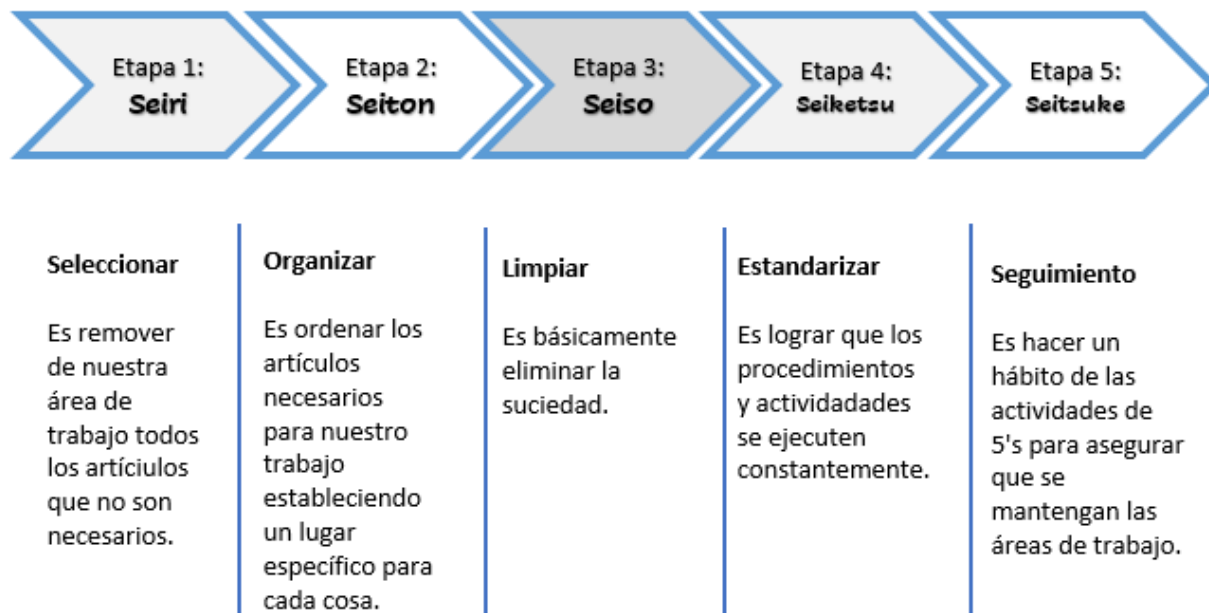 Etapa 1:
Seiri
Etapa 2:
Seiton
Etapa 3:
Seiso
Etapa 4:
Seiketsu
Etapa 5:
Seitsuke
Seleccionar
Es remover
de nuestra
área de
trabajo todos
los artíciulos
que no son
necesarios.
Organizar
Es ordenar los
artículos
necesarios
para nuestro
trabajo
estableciendo
un lugar
específico para
cada cosa.
Limpiar
Es básicamente
eliminar la
suciedad.
Estandarizar
Es lograr que los
procedimientos
y actividadades
se ejecuten
constantemente.
Seguimiento
Es hacer un
hábito de las
actividades de
5's para asegurar
que se
mantengan las
áreas de trabajo.